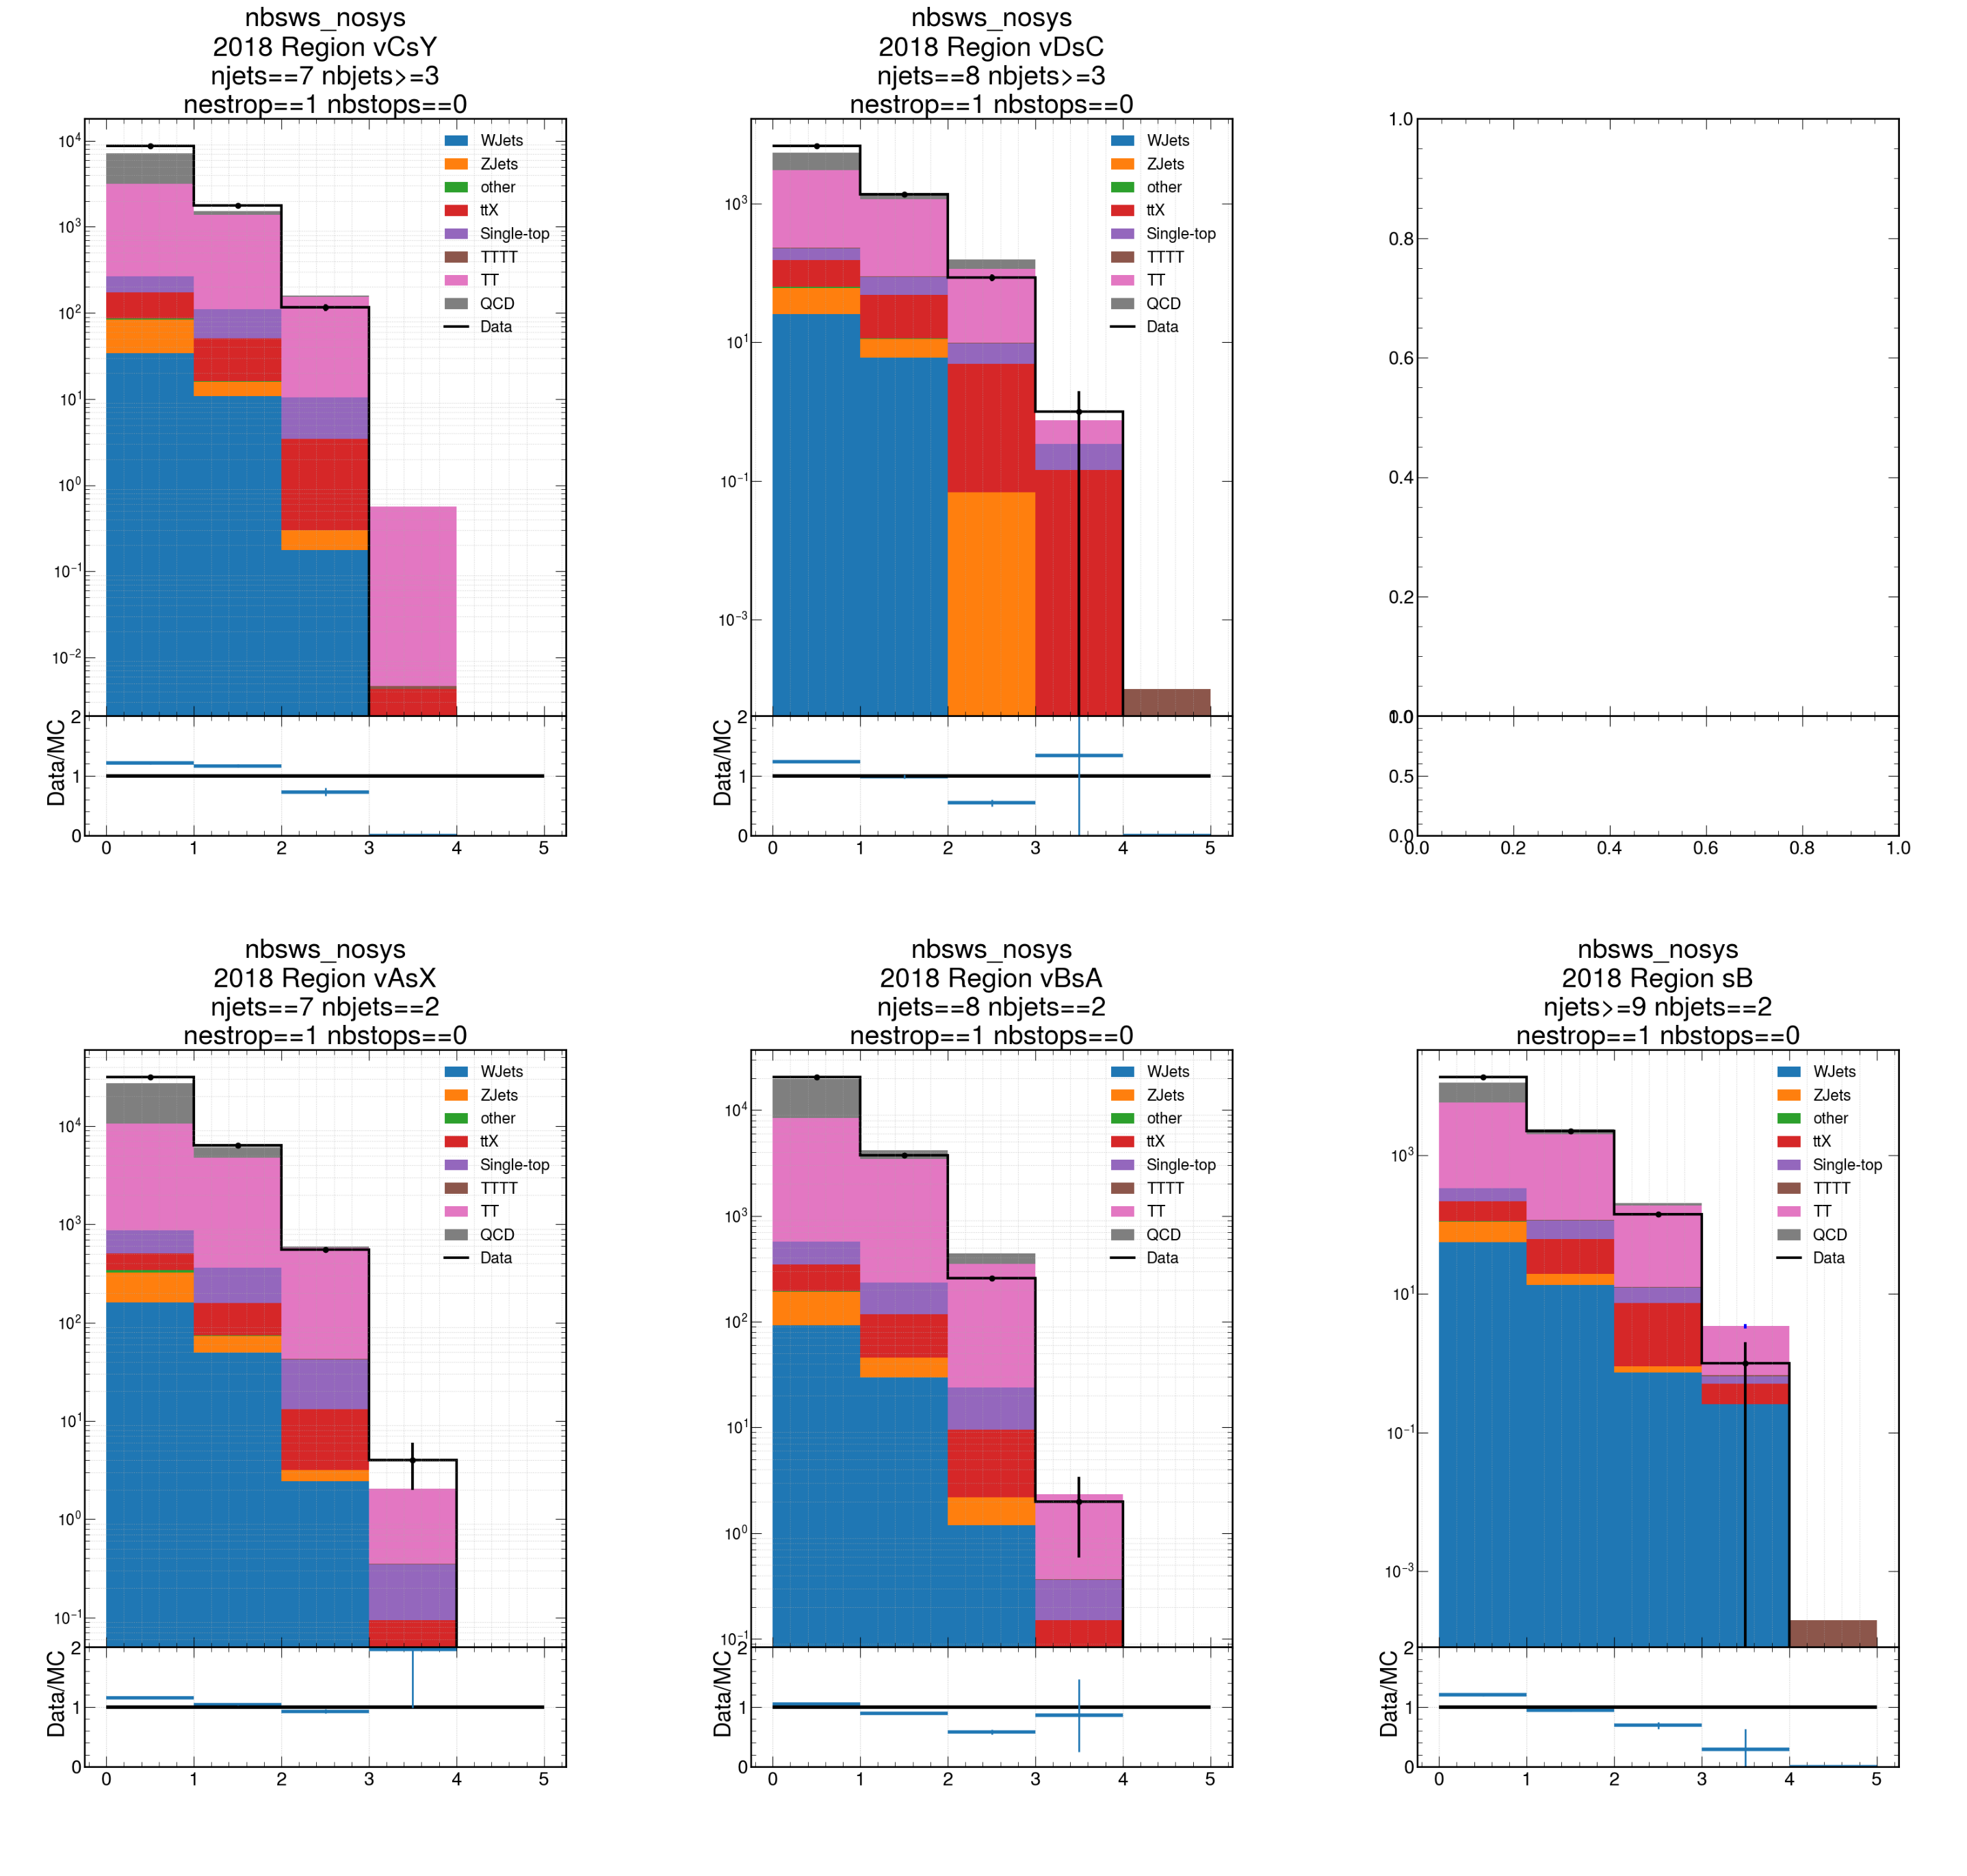 nbsws_nosys
2018 Region vCsY
njets==7 nbjets>=3
nestrop==1 nbstops==0
10^4
10^3
10^2
10^1
10^0
10^-1
10^-2
WJets
ZJets
other
ttX
Single-top
TTTT
TT
QCD
Data
Data/MC
2
1
0
0 1 2 3 4 5
nbsws_nosys
2018 Region vDsC
njets==8 nbjets>=3
nestrop==1 nbstops==0
10^3
10^1
10^-1
10^-3
WJets
ZJets
other
ttX
Single-top
TTTT
TT
QCD
Data
Data/MC
2
1
0
0 1 2 3 4 5
1.0
0.8
0.6
0.4
0.2
0.0
1.0
0.5
0.0
0.0 0.2 0.4 0.6 0.8 1.0
nbsws_nosys
2018 Region vAsX
njets==7 nbjets==2
nestrop==1 nbstops==0
10^4
10^3
10^2
10^1
10^0
10^-1
WJets
ZJets
other
ttX
Single-top
TTTT
TT
QCD
Data
Data/MC
2
1
0
0 1 2 3 4 5
nbsws_nosys
2018 Region vBsA
njets==8 nbjets==2
nestrop==1 nbstops==0
10^4
10^3
10^2
10^1
10^0
10^-1
WJets
ZJets
other
ttX
Single-top
TTTT
TT
QCD
Data
Data/MC
2
1
0
0 1 2 3 4 5
nbsws_nosys
2018 Region sB
njets>=9 nbjets==2
nestrop==1 nbstops==0
10^3
10^1
10^-1
10^-3
WJets
ZJets
other
ttX
Single-top
TTTT
TT
QCD
Data
Data/MC
2
1
0
0 1 2 3 4 5